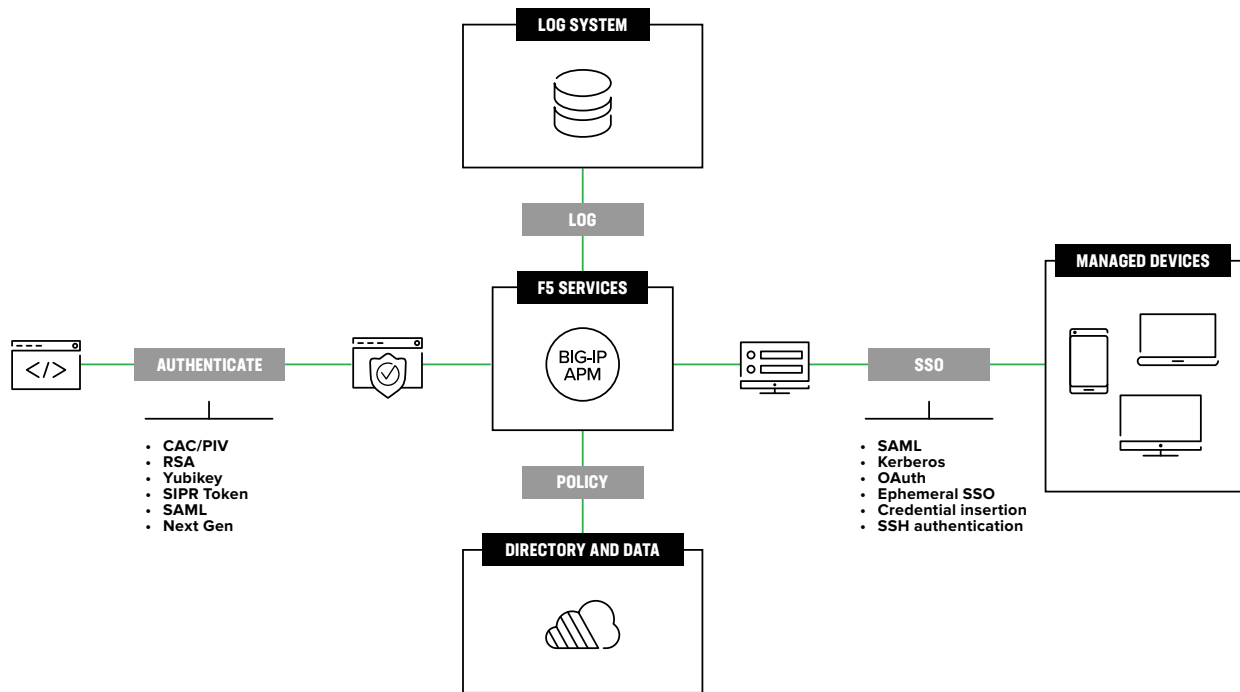 LOG SYSTEM
LOG
F5 SERVICES
BIG-IP
APM
MANAGED DEVICES
</>
AUTHENTICATE
SSO
• CAC/PIV
• RSA
• Yubikey
• SIPR Token
• SAML
• Next Gen
• SAML
• Kerberos
• OAuth
• Ephemeral SSO
• Credential insertion
• SSH authentication
POLICY
DIRECTORY AND DATA